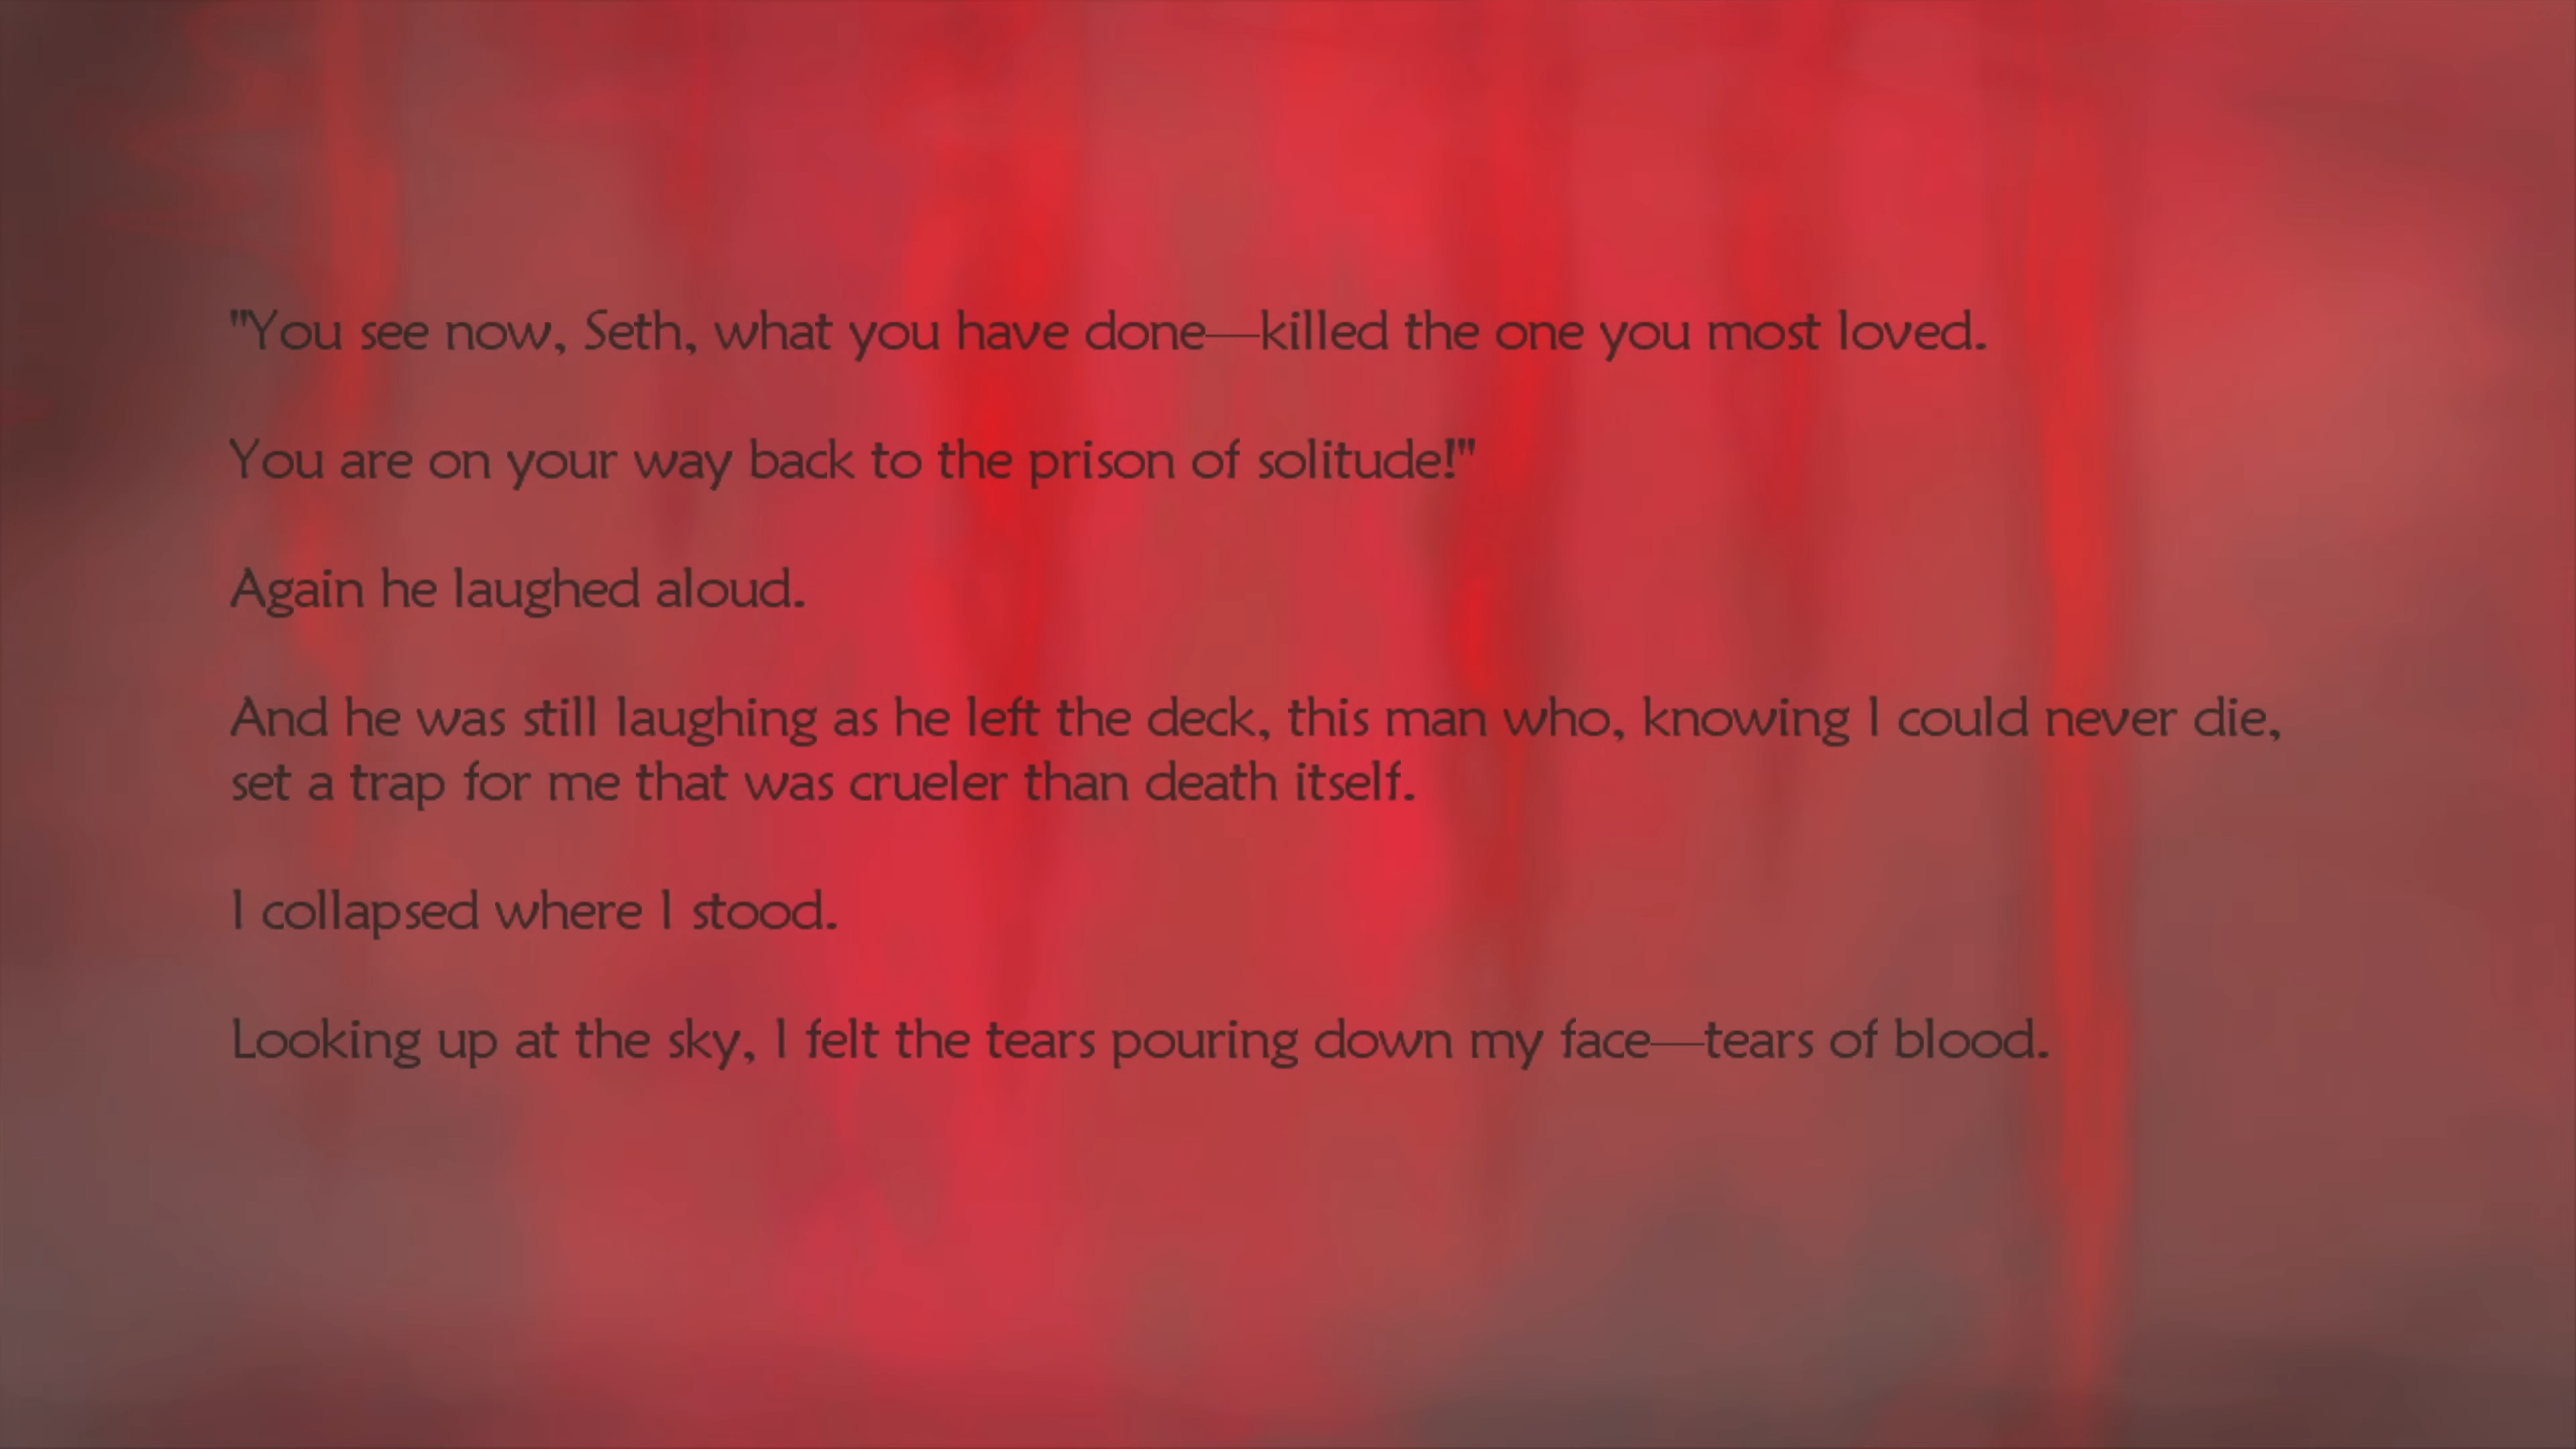 "You see now, Seth, what you have done—killed the one you most loved.
You are on your way back to the prison of solitude!"
Again he laughed aloud.
And he was still laughing as he left the deck, this man who, knowing I could never die,
set a trap for me that was crueler than death itself.
I collapsed where I stood.
Looking up at the sky, I felt the tears pouring down my face—tears of blood.